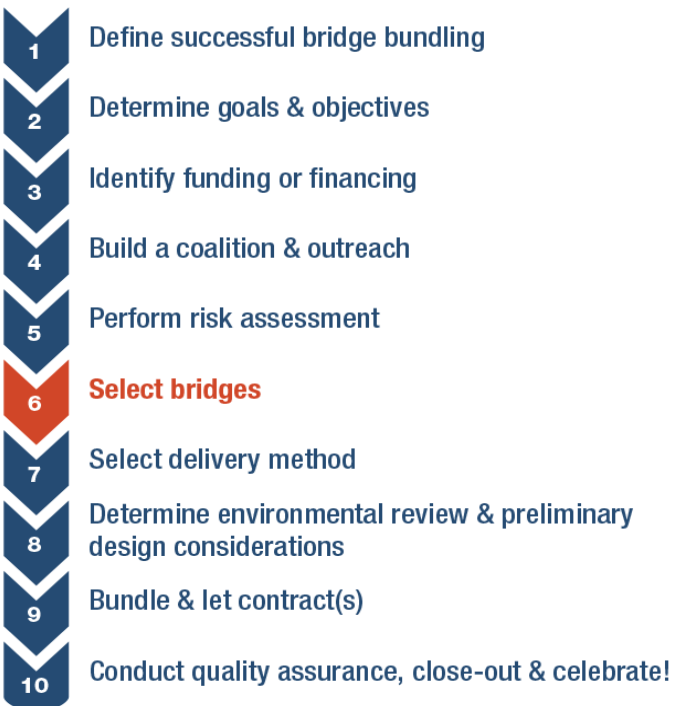 1 Define successful bridge bundling
2 Determine goals & objectives
3 Identify funding or financing
4 Build a coalition & outreach
5 Perform risk assessment
6 Select bridges
7 Select delivery method
8 Determine environmental review & preliminary
design considerations
9 Bundle & let contract(s)
10 Conduct quality assurance, close-out & celebrate!